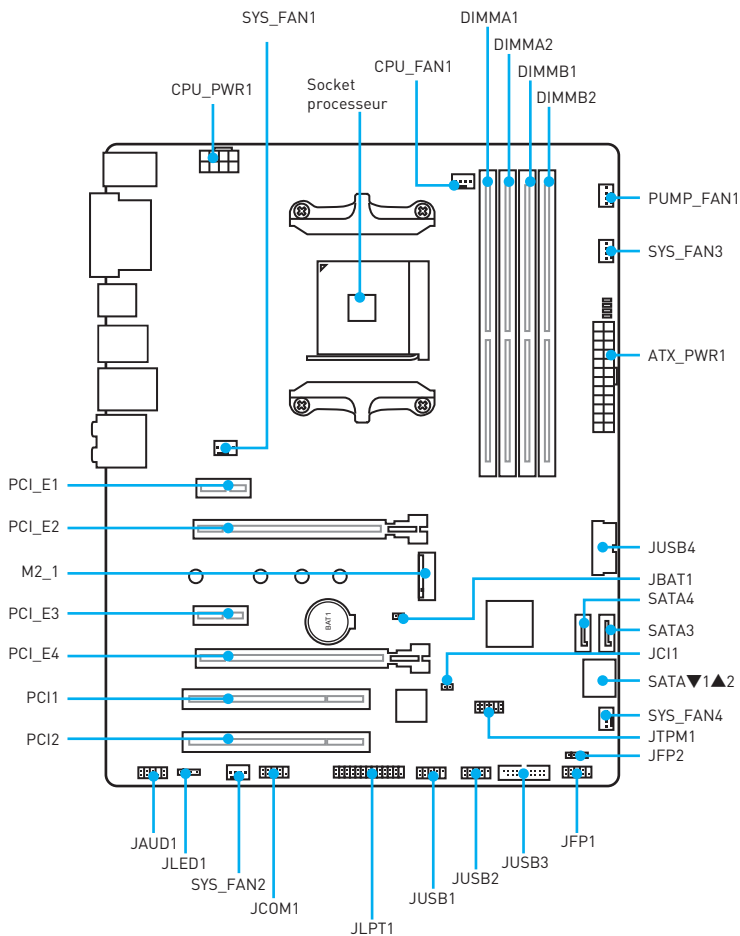 SYS_FAN1
DIMMA1
DIMMA2
CPU_FAN1
DIMMB1
Socket
processeur
CPU_PWR1
DIMMB2
PUMP_FAN1
SYS_FAN3
ATX_PWR1
PCI_E1
PCI_E2
JUSB4
M2_1
JBAT1
SATA4
PCI_E3
BAT1
SATA3
PCI_E4
JCI1
SATA▼1▲2
PCI1
SYS_FAN4
PCI2
JTPM1
JFP2
JAUD1
JFP1
JLED1
JUSB3
SYS_FAN2
JUSB2
JCOM1
JUSB1
JLPT1